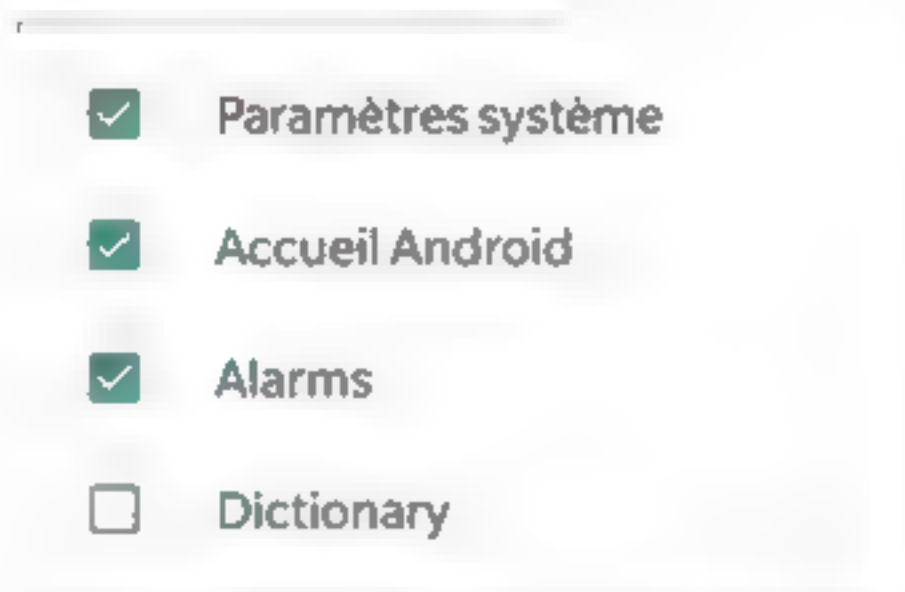 Paramètres système
Accueil Android
Alarms
Dictionary